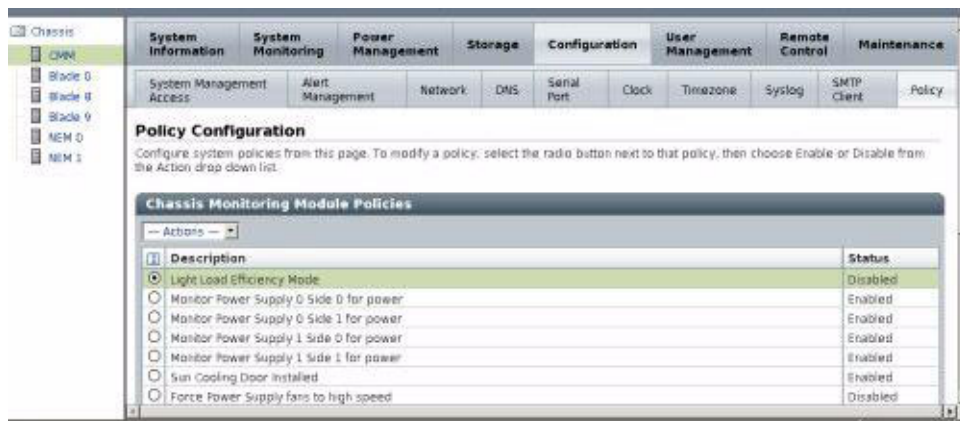 Chassis
CMM
Blade 0
Blade 8
Blade 9
NEM 0
NEM 1
System Information
System Monitoring
Power Management
Storage
Configuration
User Management
Remote Control
Maintenance
System Management Access
Alert Management
Network
DNS
Serial Port
Clock
Timezone
Syslog
SMTP Client
Policy
Policy Configuration
Configure system policies from this page. To modify a policy, select the radio button next to that policy, then choose Enable or Disable from
the Action drop down list.
Chassis Monitoring Module Policies
— Actions —
Description Status
Light Load Efficiency Mode Disabled
Monitor Power Supply 0 Side 0 for power Enabled
Monitor Power Supply 0 Side 1 for power Enabled
Monitor Power Supply 1 Side 0 for power Enabled
Monitor Power Supply 1 Side 1 for power Enabled
Sun Cooling Door Installed Enabled
Force Power Supply fans to high speed Disabled